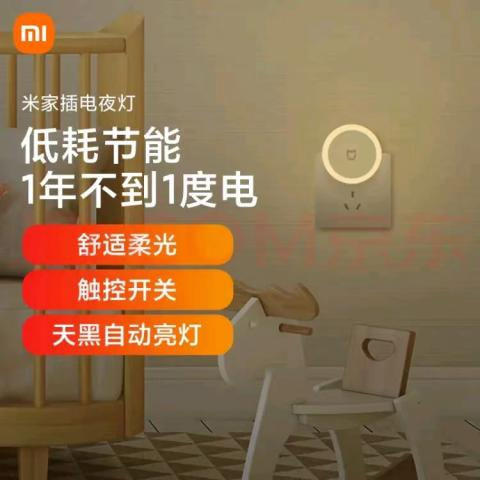 mi
米家插电夜灯
低耗节能
1年不到1度电
舒适柔光
触控开关
天黑自动亮灯